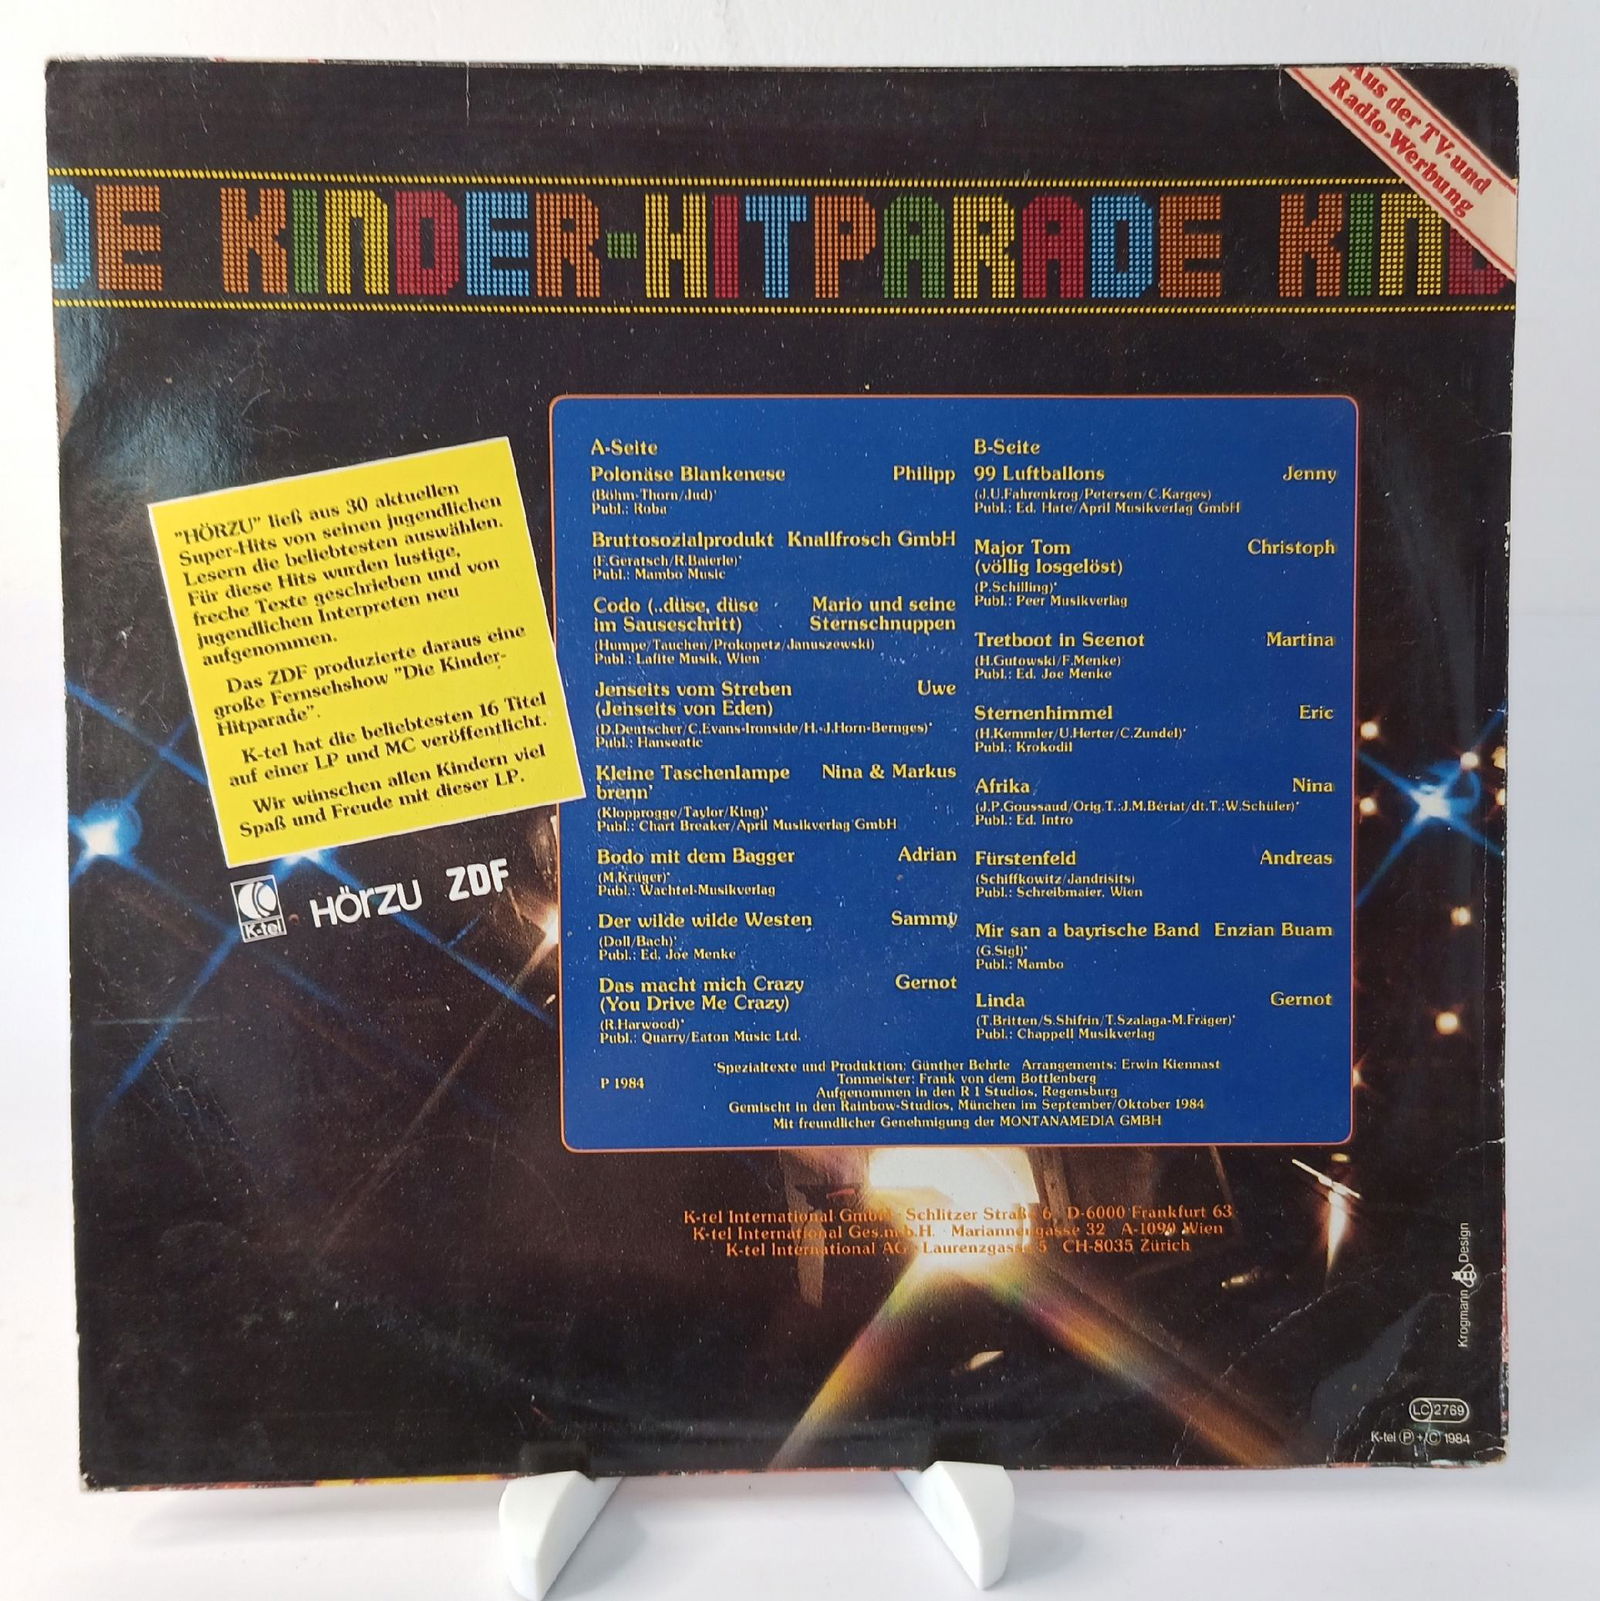 DE KINDER-HITPARADE KIND
Aus der TV- und
Radio-Werbung
"HÖRZU" ließ aus 30 aktuellen
Super-Hits von seinen jugendlichen
Lesern die beliebtesten auswählen.
Für diese Hits wurden lustige,
freche Texte geschrieben und von
jugendlichen Interpreten neu
aufgenommen.
Das ZDF produzierte daraus eine
große Fernsehshow "Die Kinder-
Hitparade".
K-tel hat die beliebtesten 16 Titel
auf einer LP und MC veröffentlicht.
Wir wünschen allen Kindern viel
Spaß und Freude mit dieser LP.
K-tel HÖRZU ZDF
A-Seite
Polonäse Blankenese Philipp
(Böhm-Thorn/Jud)*
Publ.: Roba
Bruttosozialprodukt Knallfrosch GmbH
(F.Geratsch/R.Baierle)*
Publ.: Mambo Music
Codo (..düse, düse Mario und seine
im Sauseschritt) Sternschnuppen
(Humpe/Tauchen/Prokopetz/Januszewski)
Publ.: Lafite Musik, Wien
Jenseits vom Streben Uwe
(Jenseits von Eden)
(D.Deutscher/C.Evans-Ironside/H.-J.Horn-Bernges)*
Publ.: Hanseatic
Kleine Taschenlampe Nina & Markus
brenn'
(Klopprogge/Taylor/King)*
Publ.: Chart Breaker/April Musikverlag GmbH
Bodo mit dem Bagger Adrian
(M.Krüger)*
Publ.: Wachtel-Musikverlag
Der wilde wilde Westen Sammy
(Doll/Bach)*
Publ.: Ed. Joe Menke
Das macht mich Crazy Gernot
(You Drive Me Crazy)
(R.Harwood)*
Publ.: Quarry/Eaton Music Ltd.
B-Seite
99 Luftballons Jenny
(J.U.Fahrenkrog/Petersen/C.Karges)
Publ.: Ed. Hate/April Musikverlag GmbH
Major Tom Christoph
(völlig losgelöst)
(P.Schilling)*
Publ.: Peer Musikverlag
Tretboot in Seenot Martina
(H.Gutowski/F.Menke)
Publ.: Ed. Joe Menke
Sternenhimmel Eric
(H.Kemmler/U.Herter/C.Zundel)*
Publ.: Krokodil
Afrika Nina
(J.P.Goussaud/Orig.T.:J.M.Bériat/dt.T.:W.Schüler)*
Publ.: Ed. Intro
Fürstenfeld Andreas
(Schiffkowitz/Jandrisits)
Publ.: Schreibmaier, Wien
Mir san a bayrische Band Enzian Buam
(G.Sigl)*
Publ.: Mambo
Linda Gernot
(T.Britten/S.Shifrin/T.Szalaga-M.Fräger)*
Publ.: Chappell Musikverlag
P 1984
*Spezialtexte und Produktion: Günther Behrle Arrangements: Erwin Kiennast
Tonmeister: Frank von dem Bottlenberg
Aufgenommen in den R 1 Studios, Regensburg
Gemischt in den Rainbow-Studios, München im September/Oktober 1984
Mit freundlicher Genehmigung der MONTANAMEDIA GMBH
K-tel International GmbH · Schlitzer Straße 6 D-6000 Frankfurt 63
K-tel International Ges.m.b.H. · Mariannengasse 32 A-1090 Wien
K-tel International AG · Laurenzgasse 5 CH-8035 Zürich
Krogmann Design
LC 2769
K-tel Ⓟ + Ⓒ 1984